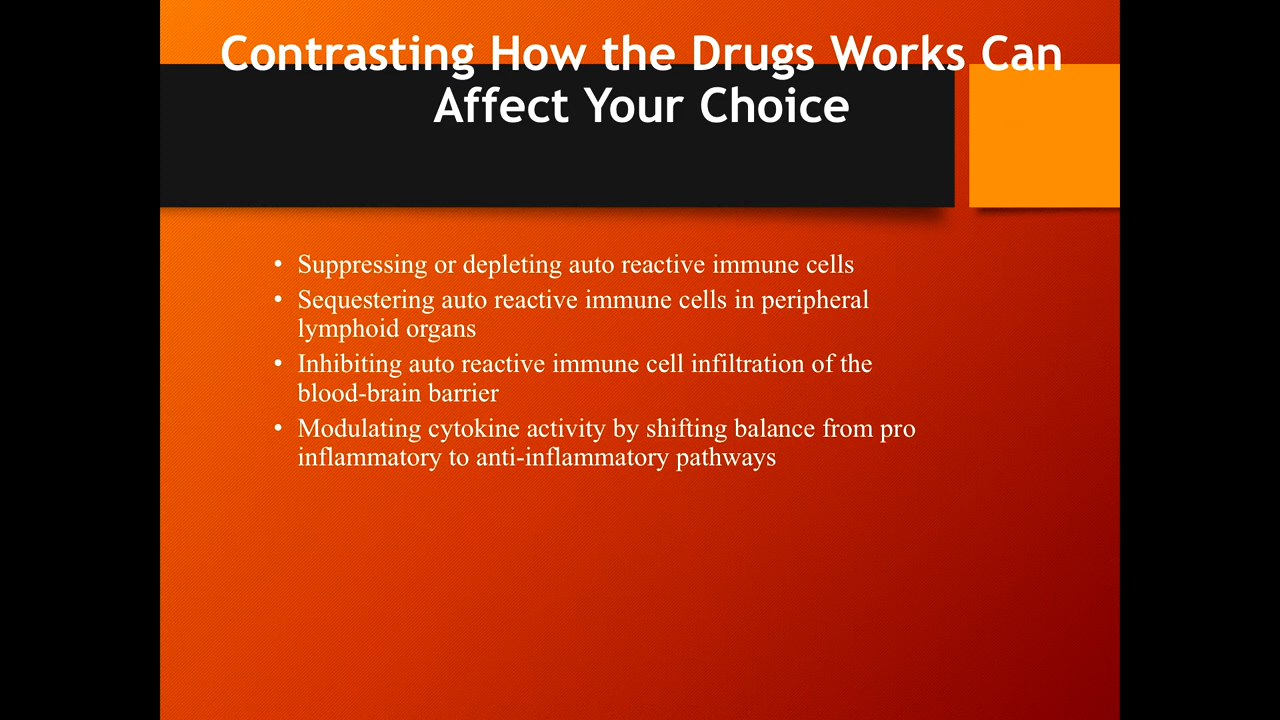 Contrasting How the Drugs Works Can
Affect Your Choice
• Suppressing or depleting auto reactive immune cells
• Sequestering auto reactive immune cells in peripheral
lymphoid organs
• Inhibiting auto reactive immune cell infiltration of the
blood-brain barrier
• Modulating cytokine activity by shifting balance from pro
inflammatory to anti-inflammatory pathways